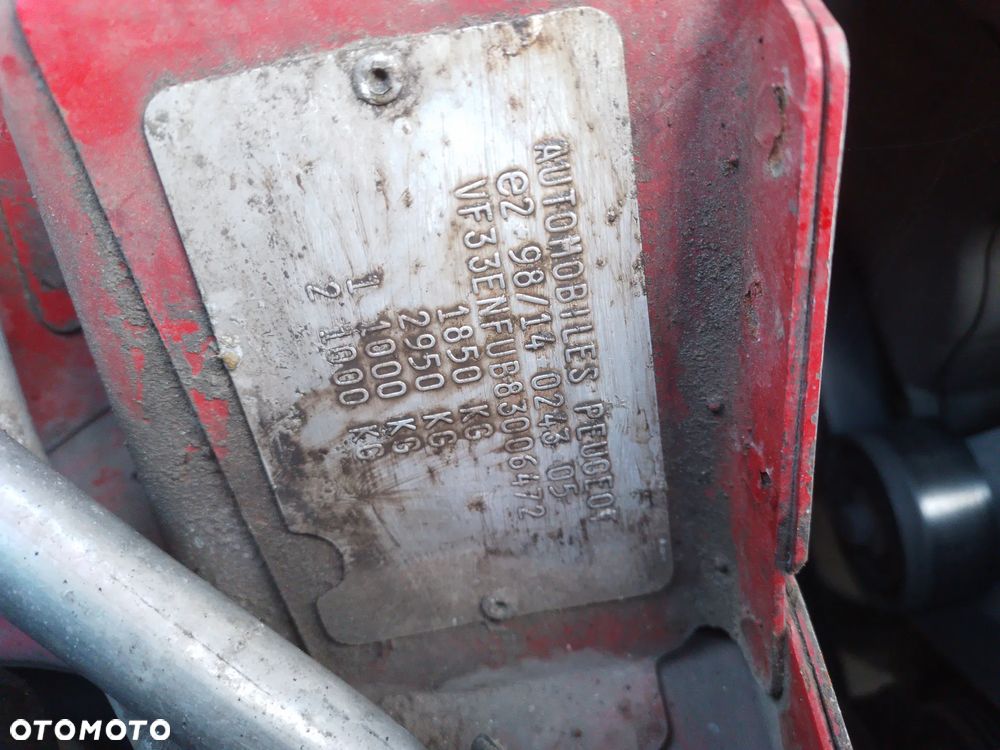 AUTOMOBILES PEUGEOT
e2*98/14*0243*05
VF33ENFUB83006472
1850 KG
2950 KG
1 1000 KG
2 1000 KG
OTOMOTO